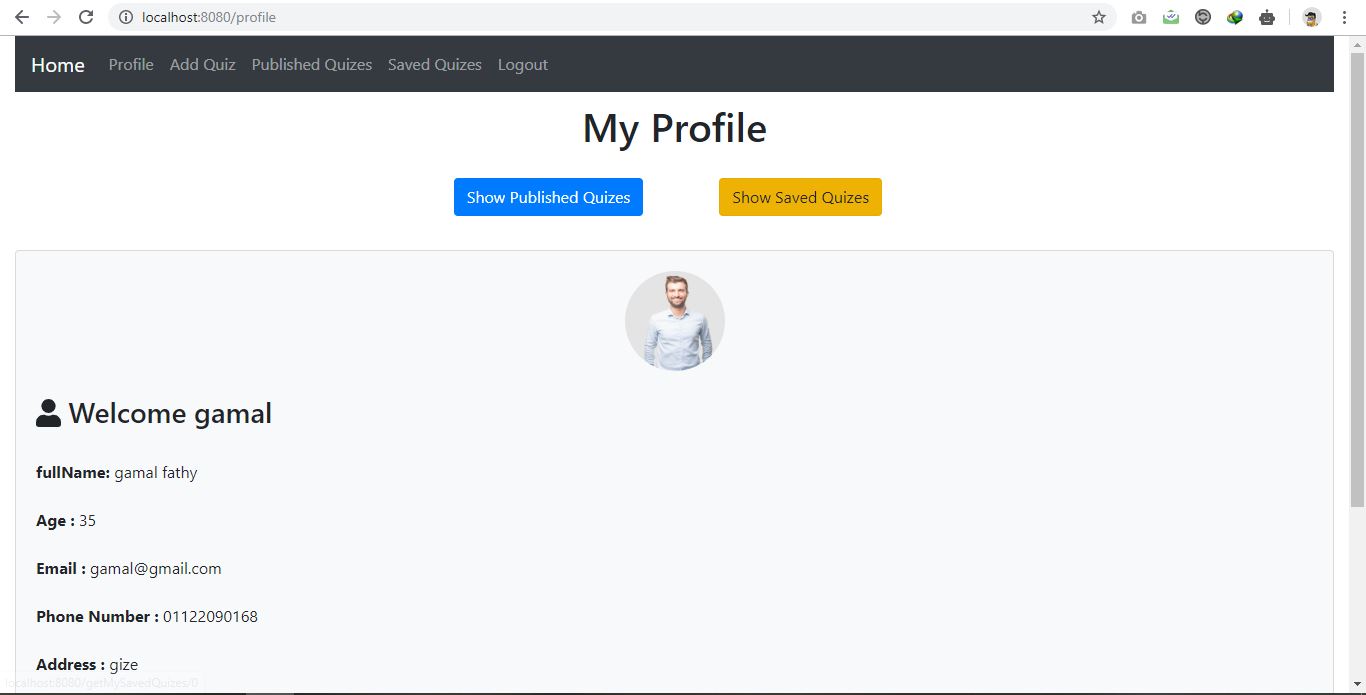 localhost:8080/profile
Home Profile Add Quiz Published Quizes Saved Quizes Logout
My Profile
Show Published Quizes Show Saved Quizes
Welcome gamal
fullName: gamal fathy
Age : 35
Email : gamal@gmail.com
Phone Number : 01122090168
Address : gize
localhost:8080/getMySavedQuizes/0